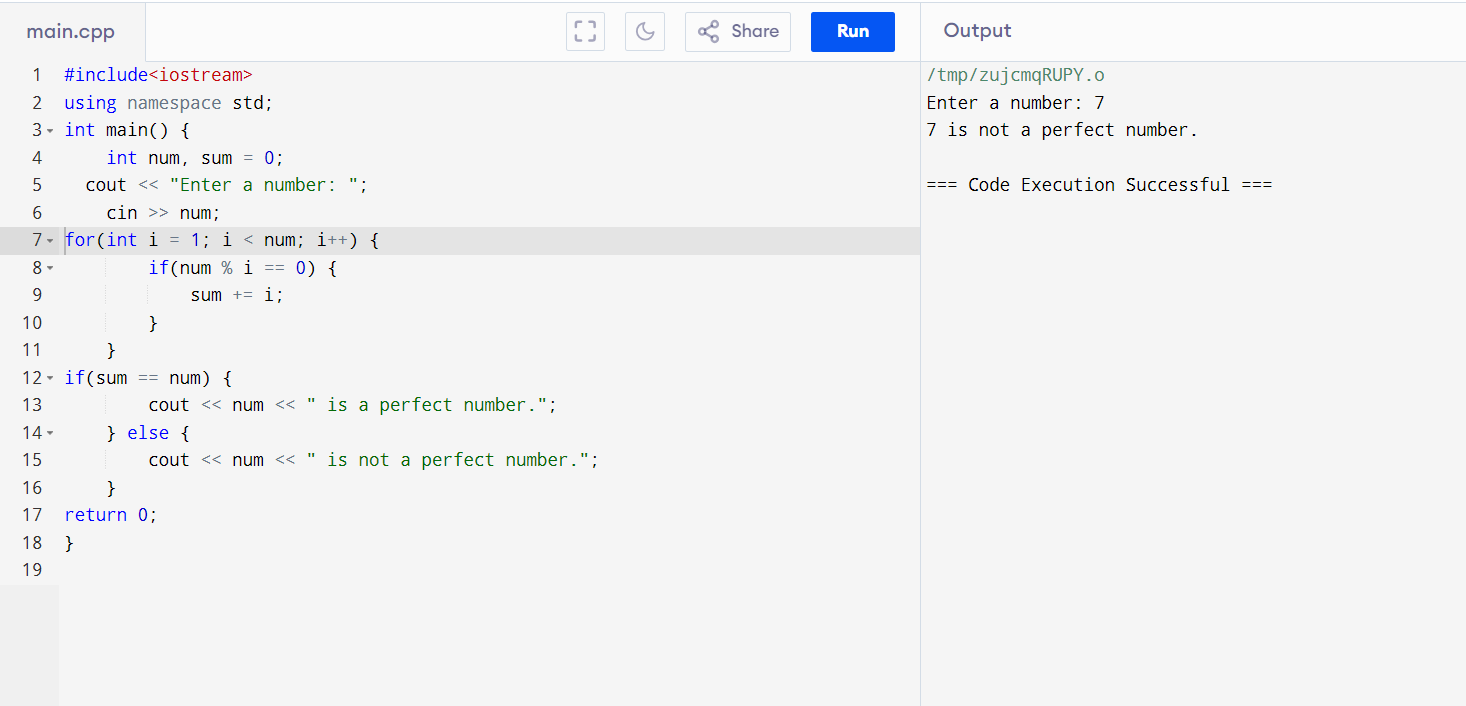 main.cpp
Share
Run
Output
1 #include<iostream>
2 using namespace std;
3 int main() {
4     int num, sum = 0;
5   cout << "Enter a number: ";
6     cin >> num;
7 for(int i = 1; i < num; i++) {
8         if(num % i == 0) {
9             sum += i;
10         }
11     }
12 if(sum == num) {
13         cout << num << " is a perfect number.";
14     } else {
15         cout << num << " is not a perfect number.";
16     }
17 return 0;
18 }
19
/tmp/zujcmqRUPY.o
Enter a number: 7
7 is not a perfect number.
=== Code Execution Successful ===